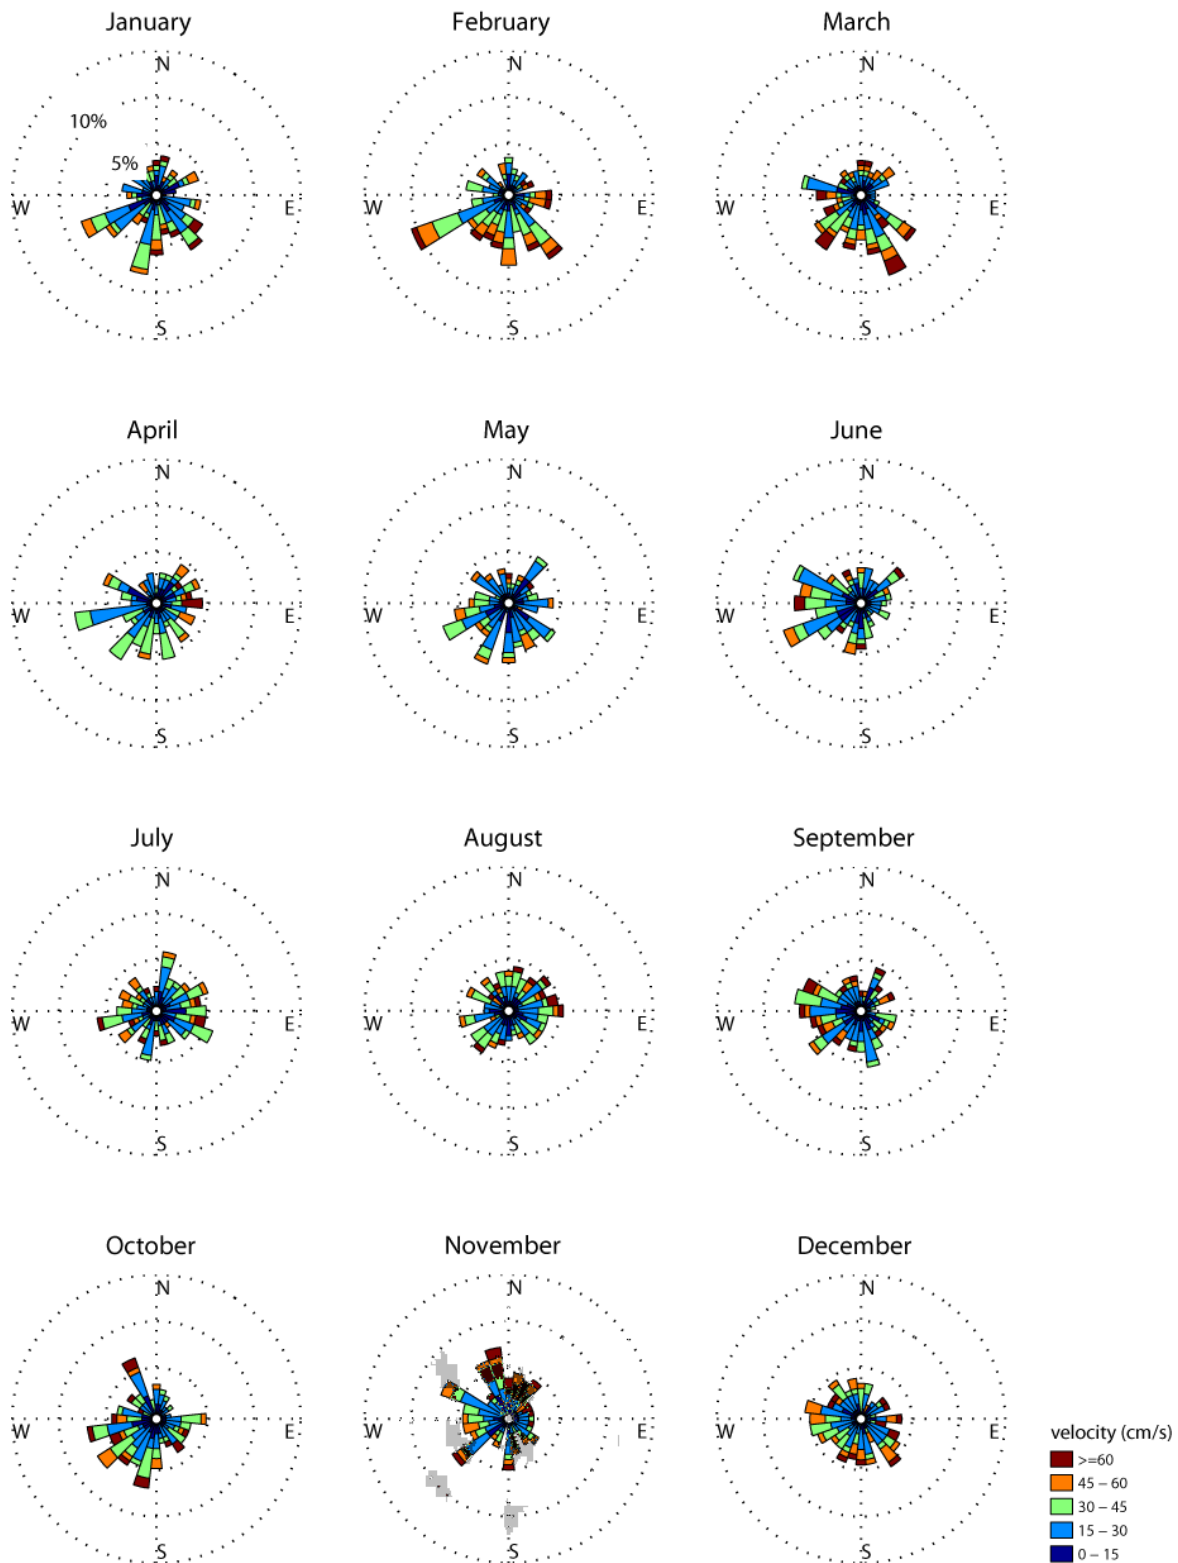 January February March
N N N
10%
5%
W E W E W E
S S S
April May June
N N N
W E W E W E
S S S
July August September
N N N
W E W E W E
S S S
October November December
N N N
W E W E W E
velocity (cm/s)
>=60
45 – 60
30 – 45
15 – 30
0 – 15
S S S